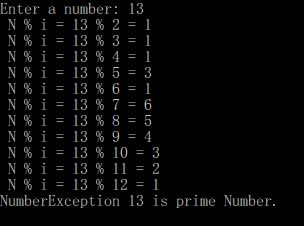 Enter a number: 13
N % i = 13 % 2 = 1
N % i = 13 % 3 = 1
N % i = 13 % 4 = 1
N % i = 13 % 5 = 3
N % i = 13 % 6 = 1
N % i = 13 % 7 = 6
N % i = 13 % 8 = 5
N % i = 13 % 9 = 4
N % i = 13 % 10 = 3
N % i = 13 % 11 = 2
N % i = 13 % 12 = 1
NumberException 13 is prime Number.